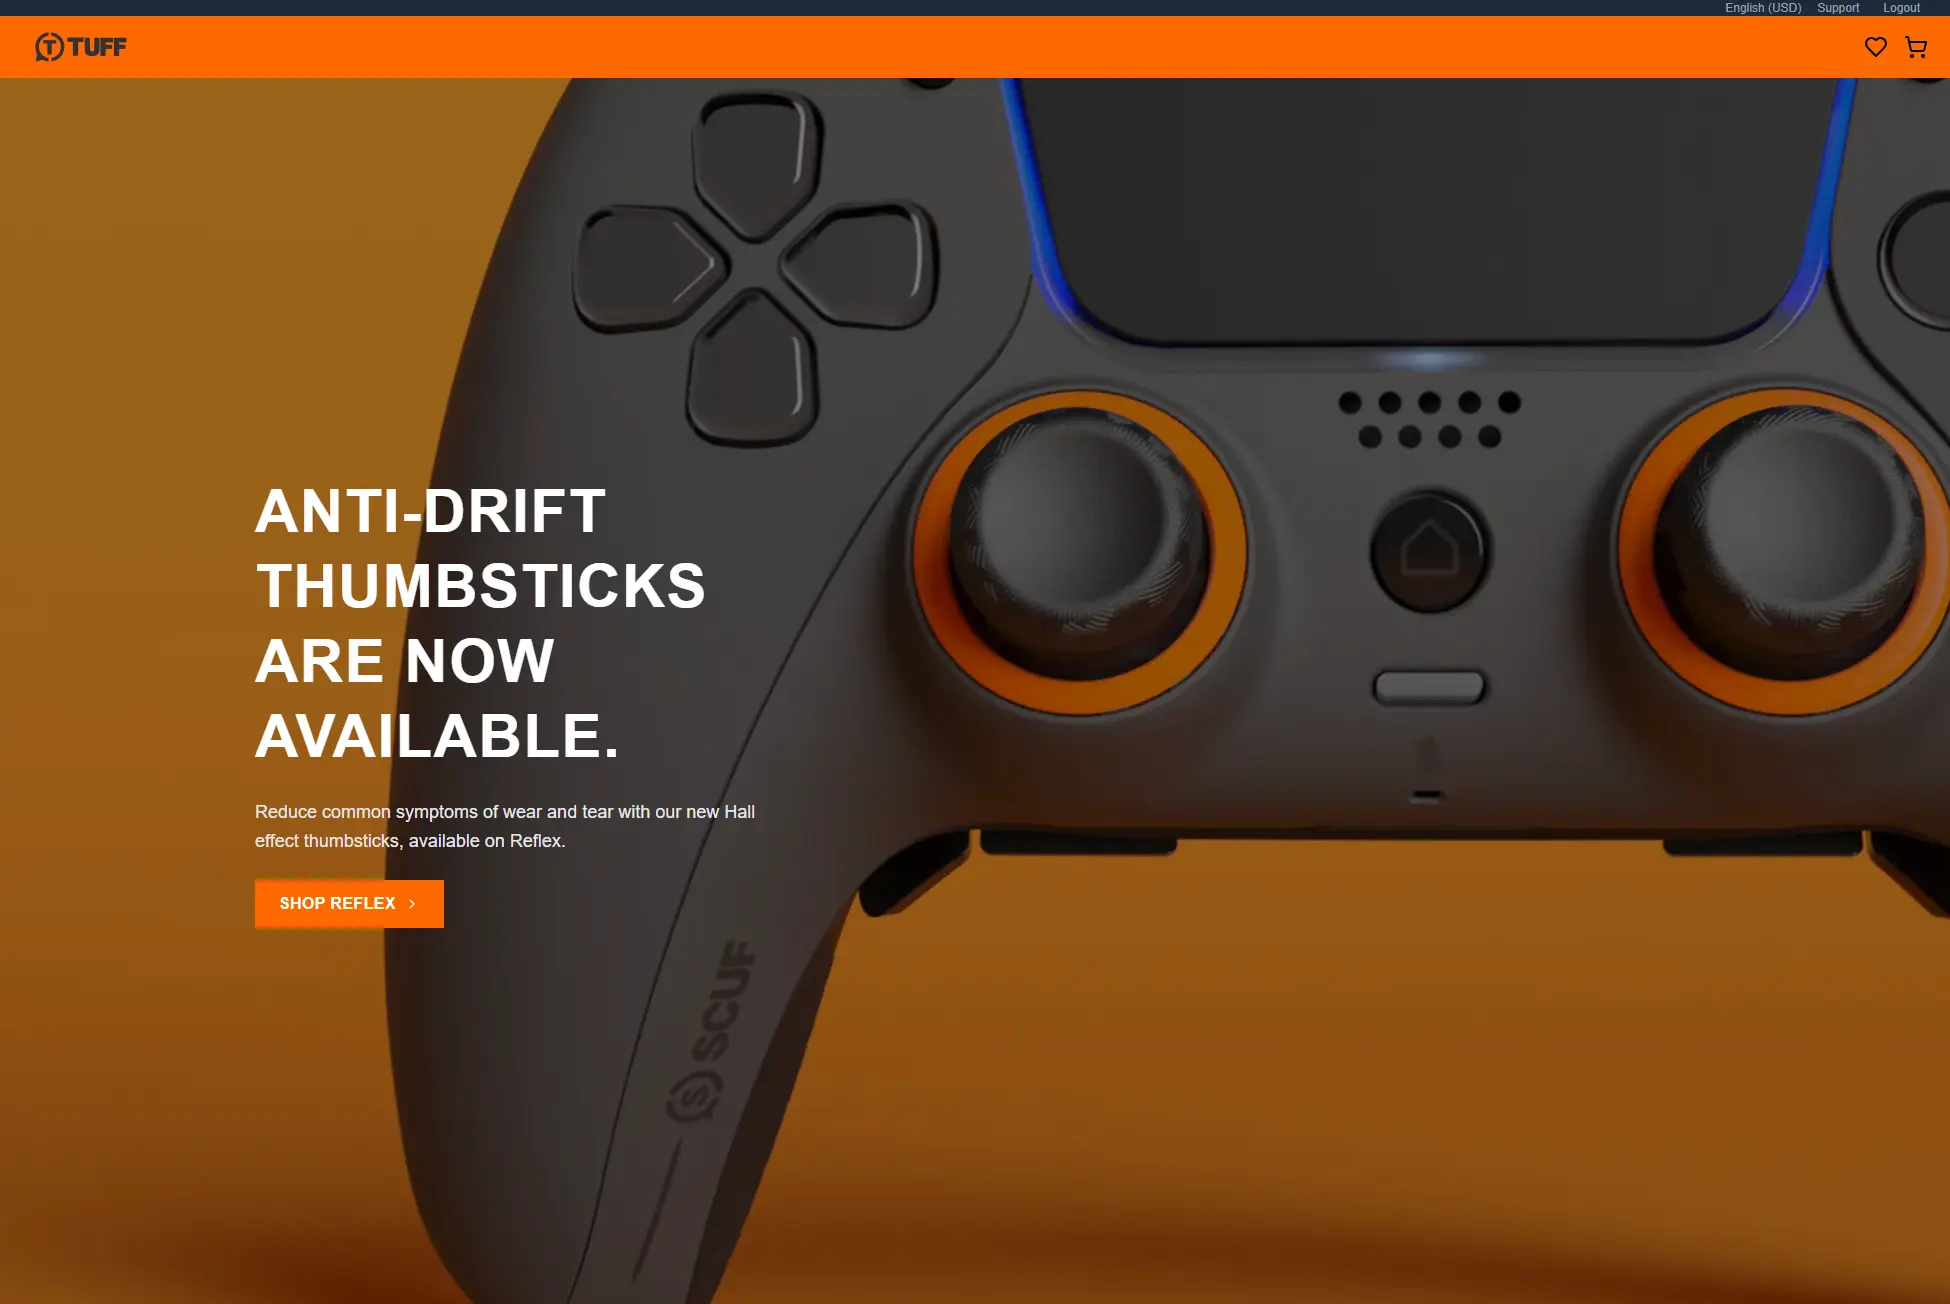 English (USD) Support Logout
TUFF
ANTI-DRIFT
THUMBSTICKS
ARE NOW
AVAILABLE.
Reduce common symptoms of wear and tear with our new Hall
effect thumbsticks, available on Reflex.
SHOP REFLEX
SCUF